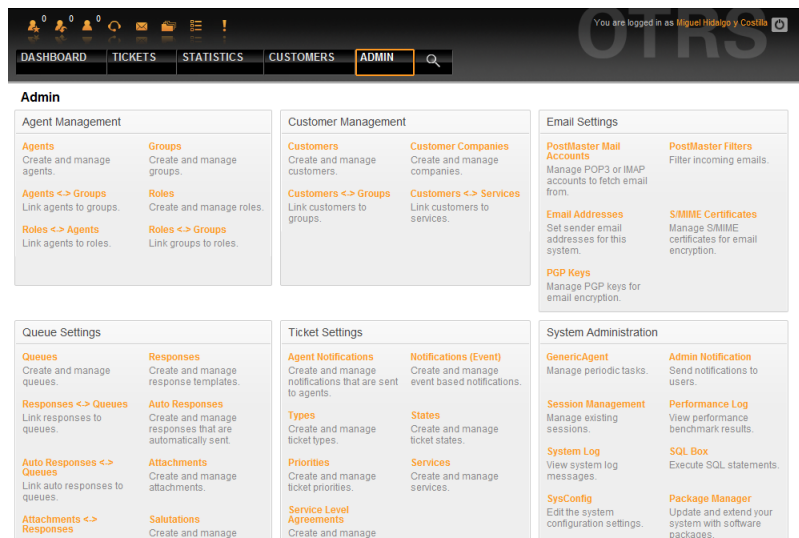 0 0 0
You are logged in as Miguel Hidalgo y Costilla
OTRS
DASHBOARD TICKETS STATISTICS CUSTOMERS ADMIN
Admin
Agent Management
Agents
Create and manage
agents.
Groups
Create and manage
groups.
Agents <-> Groups
Link agents to groups.
Roles
Create and manage roles.
Roles <-> Agents
Link agents to roles.
Roles <-> Groups
Link groups to roles.
Customer Management
Customers
Create and manage
customers.
Customer Companies
Create and manage
companies.
Customers <-> Groups
Link customers to
groups.
Customers <-> Services
Link customers to
services.
Email Settings
PostMaster Mail
Accounts
Manage POP3 or IMAP
accounts to fetch email
from.
PostMaster Filters
Filter incoming emails.
Email Addresses
Set sender email
addresses for this
system.
S/MIME Certificates
Manage S/MIME
certificates for email
encryption.
PGP Keys
Manage PGP keys for
email encryption.
Queue Settings
Queues
Create and manage
queues.
Responses
Create and manage
response templates.
Responses <-> Queues
Link responses to
queues.
Auto Responses
Create and manage
responses that are
automatically sent.
Auto Responses <->
Queues
Link auto responses to
queues.
Attachments
Create and manage
attachments.
Attachments <->
Responses
Salutations
Create and manage
Ticket Settings
Agent Notifications
Create and manage
notifications that are sent
to agents.
Notifications (Event)
Create and manage
event based notifications.
Types
Create and manage
ticket types.
States
Create and manage
ticket states.
Priorities
Create and manage
ticket priorities.
Services
Create and manage
services.
Service Level
Agreements
Create and manage
System Administration
GenericAgent
Manage periodic tasks.
Admin Notification
Send notifications to
users.
Session Management
Manage existing
sessions.
Performance Log
View performance
benchmark results.
System Log
View system log
messages.
SQL Box
Execute SQL statements.
SysConfig
Edit the system
configuration settings.
Package Manager
Update and extend your
system with software
packages.